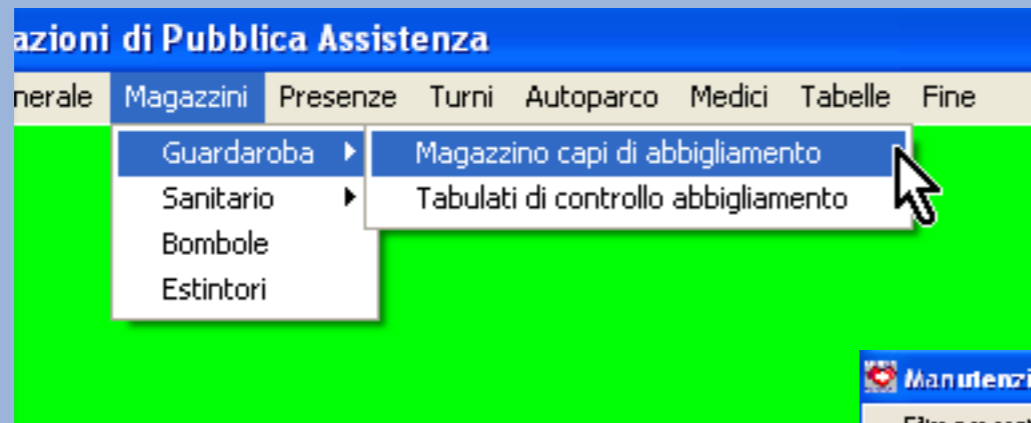 azioni di Pubblica Assistenza
nerale Magazzini Presenze Turni Autoparco Medici Tabelle Fine
Guardaroba Magazzino capi di abbigliamento
Sanitario Tabulati di controllo abbigliamento
Bombole
Estintori
Manutenzi